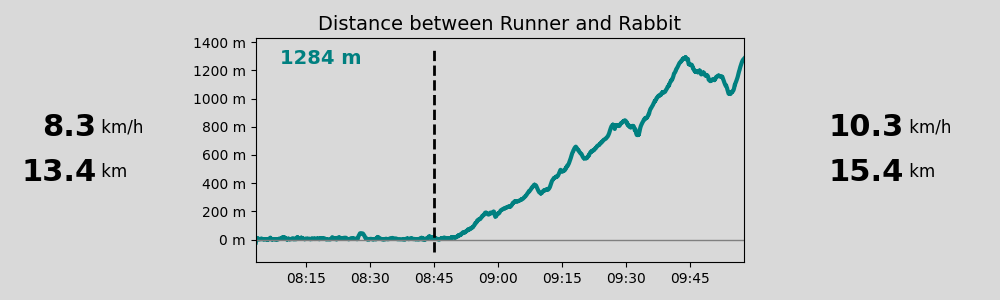 Distance between Runner and Rabbit
1400 m
1200 m
1000 m
800 m
600 m
400 m
200 m
0 m
1284 m
8.3 km/h
13.4 km
10.3 km/h
15.4 km
08:15 08:30 08:45 09:00 09:15 09:30 09:45